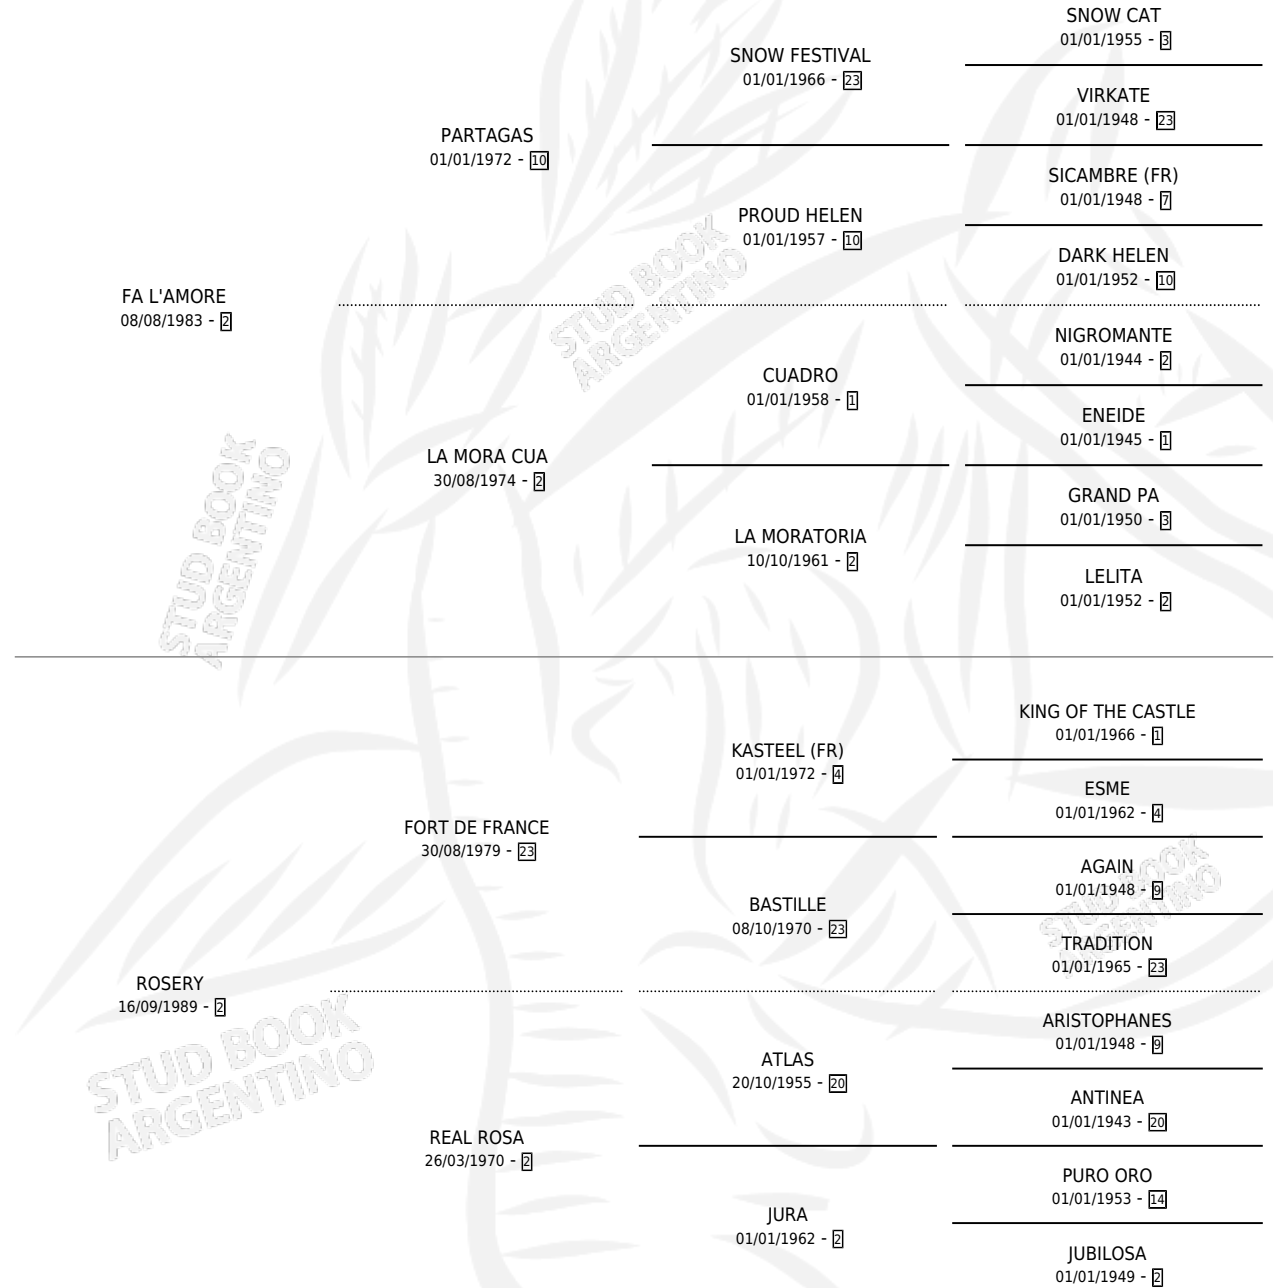 SNOW CAT
01/01/1955 - 3
SNOW FESTIVAL
01/01/1966 - 23
VIRKATE
01/01/1948 - 23
PARTAGAS
01/01/1972 - 10
SICAMBRE (FR)
01/01/1948 - 7
PROUD HELEN
01/01/1957 - 10
DARK HELEN
01/01/1952 - 10
FA L'AMORE
08/08/1983 - 2
STUD BOOK
ARGENTINO
NIGROMANTE
01/01/1944 - 2
CUADRO
01/01/1958 - 1
ENEIDE
01/01/1945 - 1
LA MORA CUA
30/08/1974 - 2
GRAND PA
01/01/1950 - 3
LA MORATORIA
10/10/1961 - 2
LELITA
01/01/1952 - 2
STUD BOOK
ARGENTINO
KING OF THE CASTLE
01/01/1966 - 1
KASTEEL (FR)
01/01/1972 - 4
ESME
01/01/1962 - 4
FORT DE FRANCE
30/08/1979 - 23
AGAIN
01/01/1948 - 9
BASTILLE
08/10/1970 - 23
STUD BOOK
ARGENTINO
TRADITION
01/01/1965 - 23
ROSERY
16/09/1989 - 2
ARISTOPHANES
01/01/1948 - 9
ATLAS
20/10/1955 - 20
STUD BOOK
ARGENTINO
ANTINEA
01/01/1943 - 20
REAL ROSA
26/03/1970 - 2
PURO ORO
01/01/1953 - 14
JURA
01/01/1962 - 2
JUBILOSA
01/01/1949 - 2